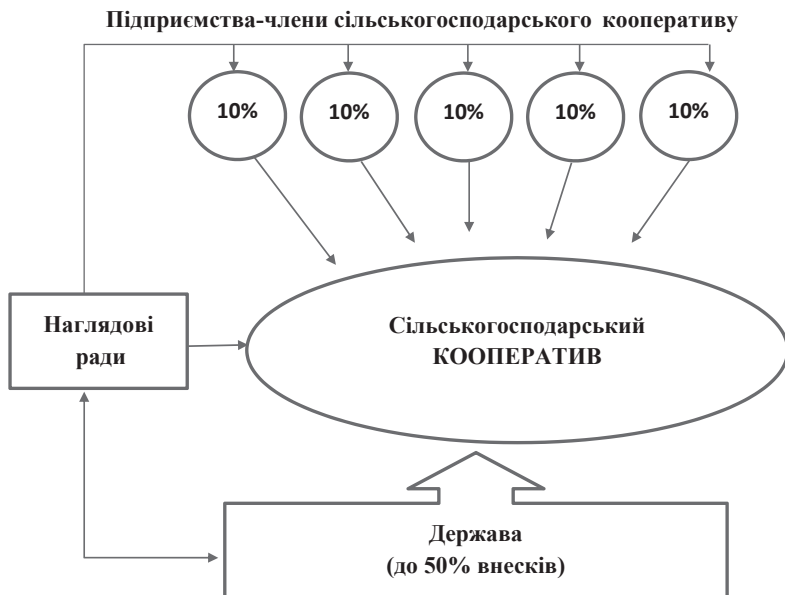 Підприємства-члени сільськогосподарського кооперативу
10%
10%
10%
10%
10%
Наглядові
ради
Сільськогосподарський
КООПЕРАТИВ
Держава
(до 50% внесків)